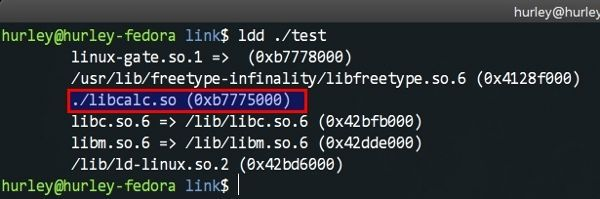 hurley@hurley
hurley@hurley-fedora link$ ldd ./test
linux-gate.so.1 =>  (0xb7778000)
/usr/lib/freetype-infinality/libfreetype.so.6 (0x4128f000)
./libcalc.so (0xb7775000)
libc.so.6 => /lib/libc.so.6 (0x42bfb000)
libm.so.6 => /lib/libm.so.6 (0x42dde000)
/lib/ld-linux.so.2 (0x42bd6000)
hurley@hurley-fedora link$